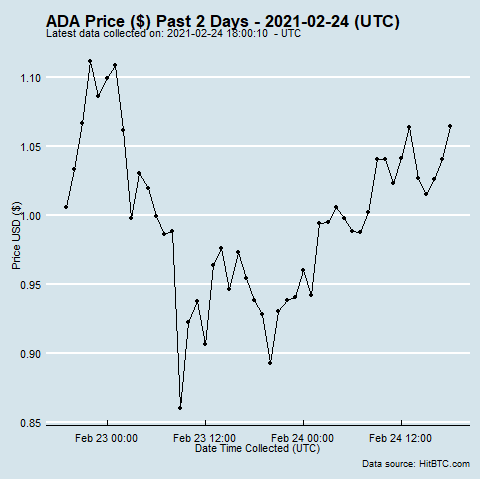 ADA Price ($) Past 2 Days - 2021-02-24 (UTC)
Latest data collected on: 2021-02-24 18:00:10  - UTC
1.10
1.05
1.00
0.95
0.90
0.85
Price USD ($)
Feb 23 00:00
Feb 23 12:00
Feb 24 00:00
Feb 24 12:00
Date Time Collected (UTC)
Data source: HitBTC.com